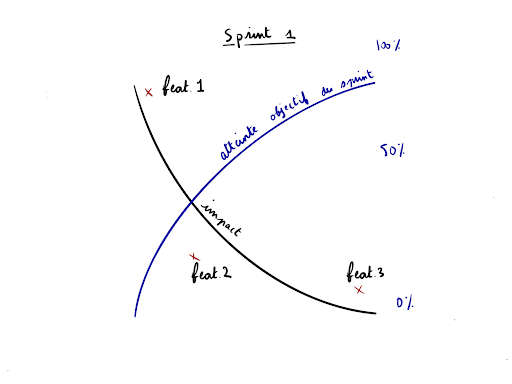 Sprint 1
100%
feat. 1
atteinte objectif du sprint
50%
impact
feat. 2
feat. 3
0%